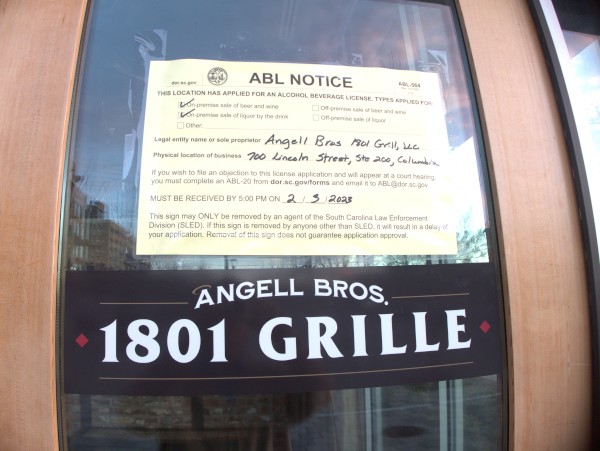 dor.sc.gov
ABL NOTICE
ABL-564
THIS LOCATION HAS APPLIED FOR AN ALCOHOL BEVERAGE LICENSE. TYPES APPLIED FOR:
On-premise sale of beer and wine
Off-premise sale of beer and wine
On-premise sale of liquor by the drink
Off-premise sale of liquor
Other:
Legal entity name or sole proprietor Angell Bros 1801 Grill, LLC
Physical location of business 700 Lincoln Street, Ste 200, Columbia
If you wish to file an objection to this license application and will appear at a court hearing,
you must complete an ABL-20 from dor.sc.gov/forms and email it to ABL@dor.sc.gov.
MUST BE RECEIVED BY 5:00 PM ON 2 / 5 / 2023
This sign may ONLY be removed by an agent of the South Carolina Law Enforcement
Division (SLED). If this sign is removed by anyone other than SLED, it will result in a delay of
your application. Removal of this sign does not guarantee application approval.
ANGELL BROS.
1801 GRILLE